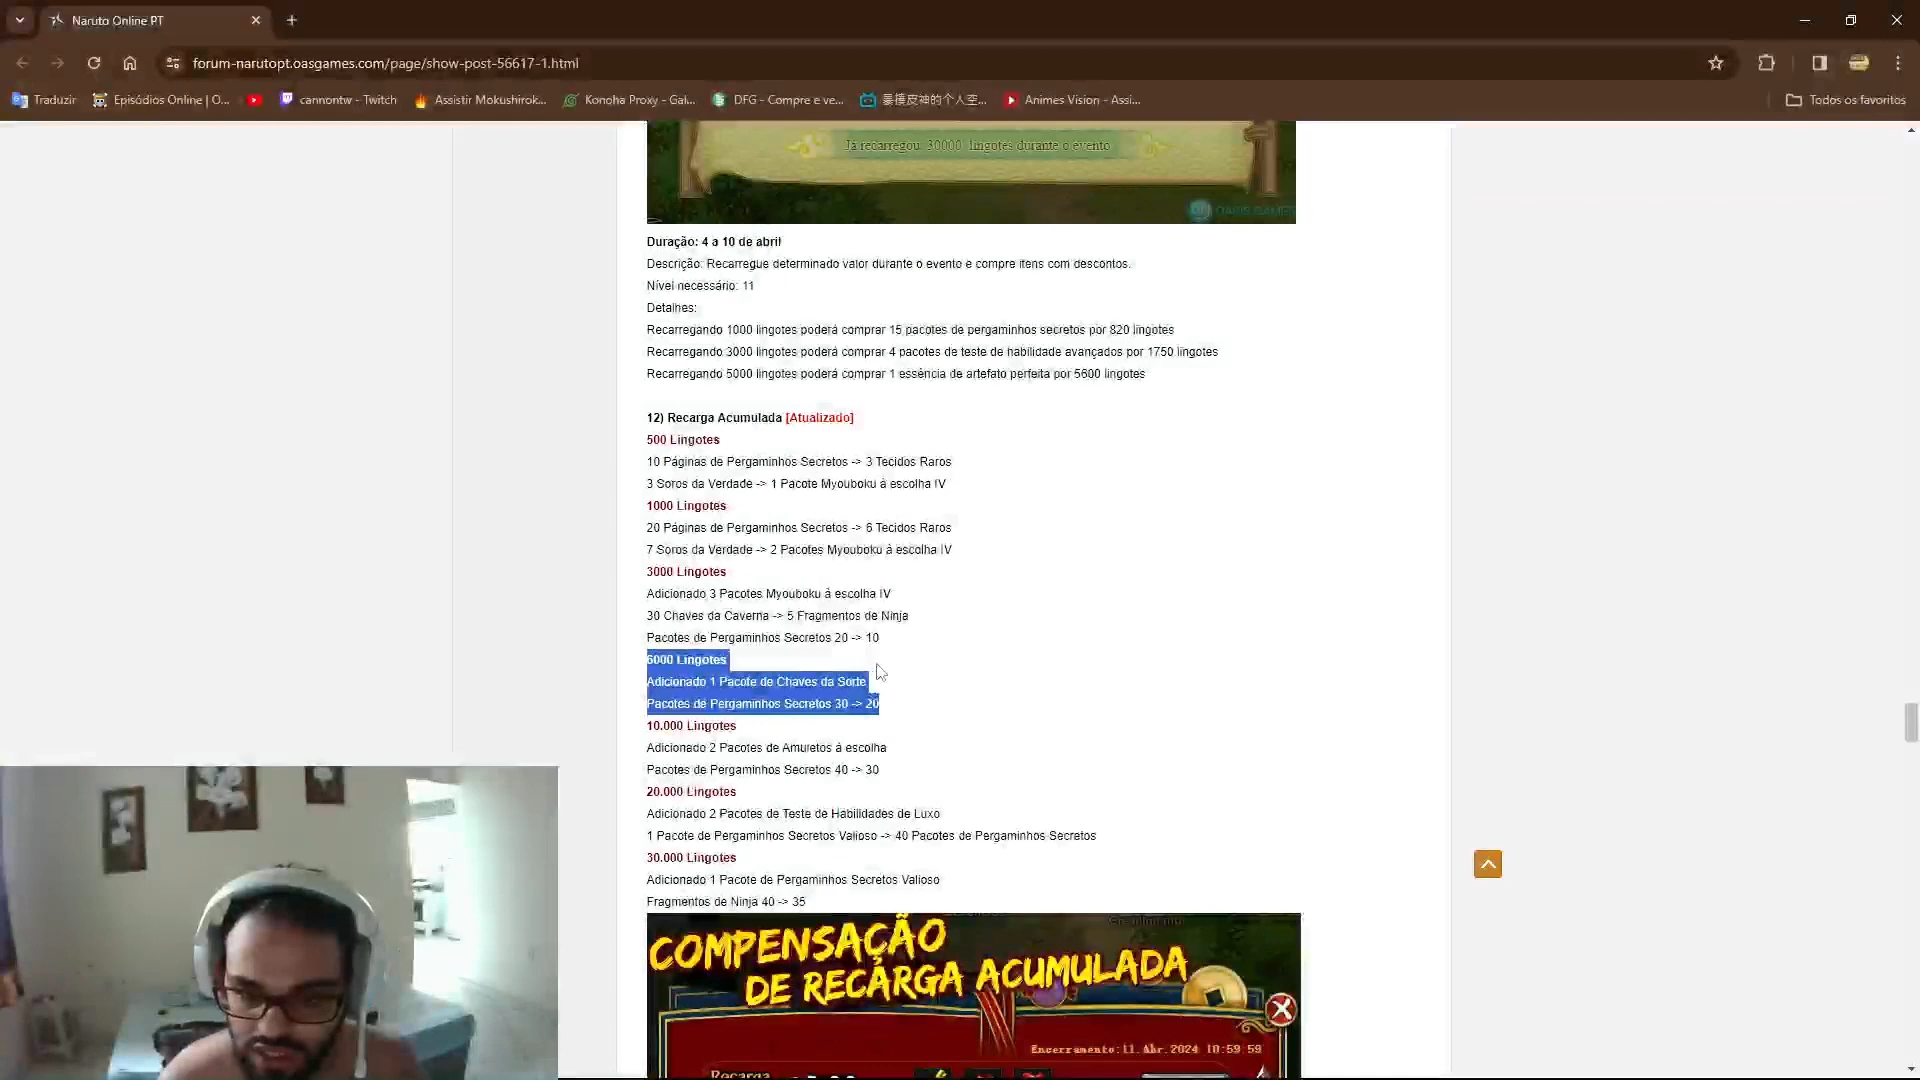 Naruto Online PT
forum-narutopt.oasgames.com/page/show-post-56617-1.html
Traduzir
Episódios Online | O...
cannontw - Twitch
Assistir Mokushirok...
Konoha Proxy - Gal...
DFG - Compre e ve...
Animes Vision - Assi...
Todos os favoritos
Já recarregou 30000 lingotes durante o evento
OASIS GAMES
Duração: 4 a 10 de abril
Descrição: Recarregue determinado valor durante o evento e compre itens com descontos.
Nível necessário: 11
Detalhes:
Recarregando 1000 lingotes poderá comprar 15 pacotes de pergaminhos secretos por 820 lingotes
Recarregando 3000 lingotes poderá comprar 4 pacotes de teste de habilidade avançados por 1750 lingotes
Recarregando 5000 lingotes poderá comprar 1 essência de artefato perfeita por 5600 lingotes
12) Recarga Acumulada [Atualizado]
500 Lingotes
10 Páginas de Pergaminhos Secretos -> 3 Tecidos Raros
3 Soros da Verdade -> 1 Pacote Myouboku à escolha IV
1000 Lingotes
20 Páginas de Pergaminhos Secretos -> 6 Tecidos Raros
7 Soros da Verdade -> 2 Pacotes Myouboku à escolha IV
3000 Lingotes
Adicionado 3 Pacotes Myouboku à escolha IV
30 Chaves da Caverna -> 5 Fragmentos de Ninja
Pacotes de Pergaminhos Secretos 20 -> 10
6000 Lingotes
Adicionado 1 Pacote de Chaves da Sorte
Pacotes de Pergaminhos Secretos 30 -> 20
10.000 Lingotes
Adicionado 2 Pacotes de Amuletos à escolha
Pacotes de Pergaminhos Secretos 40 -> 30
20.000 Lingotes
Adicionado 2 Pacotes de Teste de Habilidades de Luxo
1 Pacote de Pergaminhos Secretos Valioso -> 40 Pacotes de Pergaminhos Secretos
30.000 Lingotes
Adicionado 1 Pacote de Pergaminhos Secretos Valioso
Fragmentos de Ninja 40 -> 35
COMPENSAÇÃO
DE RECARGA ACUMULADA
Encerramento:11.Abr.2024 10:59:59
Recarga